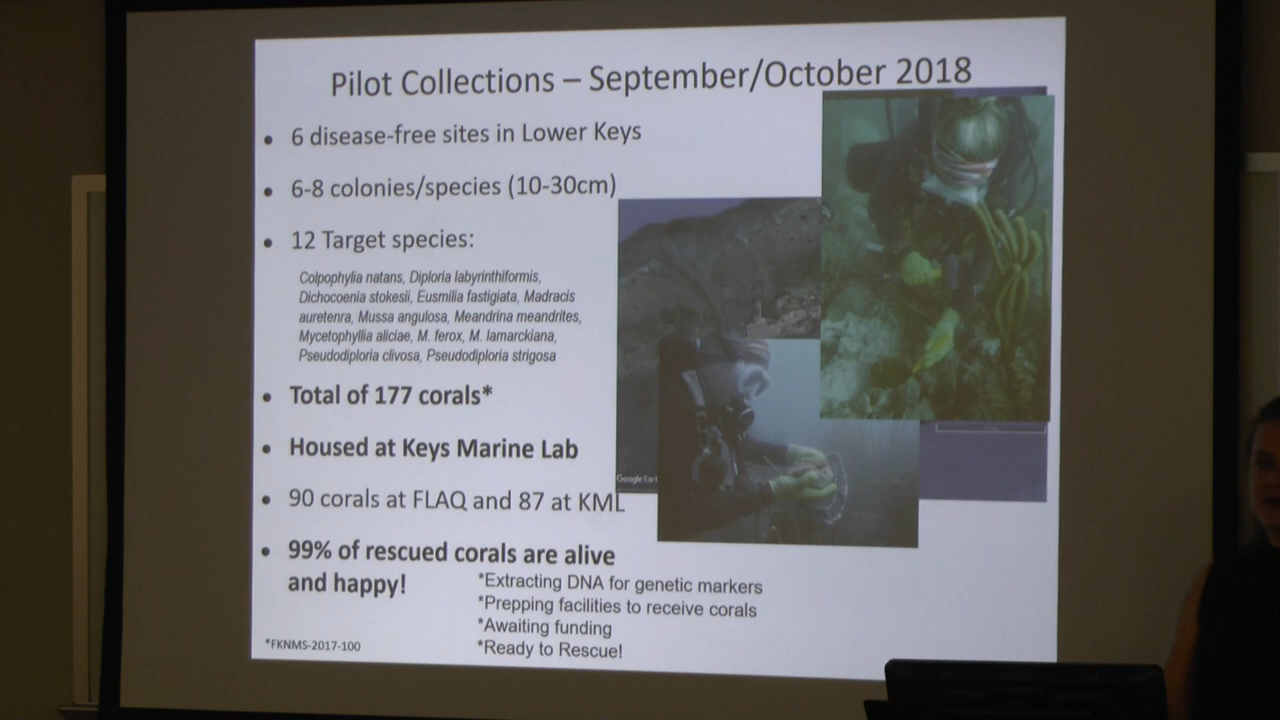 Pilot Collections – September/October 2018
• 6 disease-free sites in Lower Keys
• 6-8 colonies/species (10-30cm)
• 12 Target species:
Colpophylia natans, Diploria labyrinthiformis,
Dichocoenia stokesii, Eusmilia fastigiata, Madracis
auretenra, Mussa angulosa, Meandrina meandrites,
Mycetophyllia aliciae, M. ferox, M. lamarckiana,
Pseudodiploria clivosa, Pseudodiploria strigosa
• Total of 177 corals*
• Housed at Keys Marine Lab
Google Eart
• 90 corals at FLAQ and 87 at KML
• 99% of rescued corals are alive
and happy!
*Extracting DNA for genetic markers
*Prepping facilities to receive corals
*Awaiting funding
*Ready to Rescue!
*FKNMS-2017-100